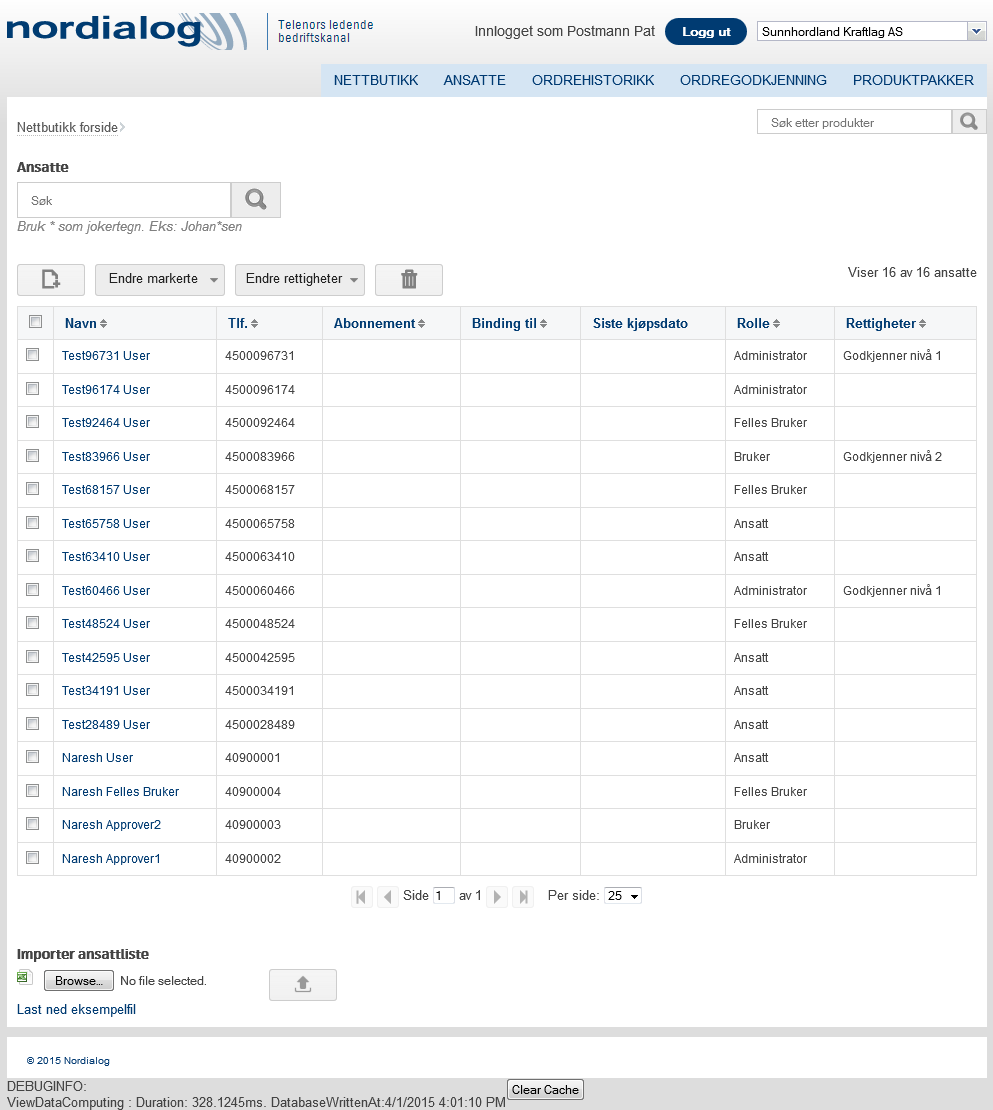 nordialog
Telenors ledende
bedriftskanal
Innlogget som Postmann Pat Logg ut Sunnhordland Kraftlag AS
NETTBUTIKK ANSATTE ORDREHISTORIKK ORDREGODKJENNING PRODUKTPAKKER
Nettbutikk forside
Søk etter produkter
Ansatte
Søk
Bruk * som jokertegn. Eks: Johan*sen
Endre markerte Endre rettigheter
Viser 16 av 16 ansatte
Navn Tlf. Abonnement Binding til Siste kjøpsdato Rolle Rettigheter
Test96731 User 4500096731 Administrator Godkjenner nivå 1
Test96174 User 4500096174 Administrator
Test92464 User 4500092464 Felles Bruker
Test83966 User 4500083966 Bruker Godkjenner nivå 2
Test68157 User 4500068157 Felles Bruker
Test65758 User 4500065758 Ansatt
Test63410 User 4500063410 Ansatt
Test60466 User 4500060466 Administrator Godkjenner nivå 1
Test48524 User 4500048524 Felles Bruker
Test42595 User 4500042595 Ansatt
Test34191 User 4500034191 Ansatt
Test28489 User 4500028489 Ansatt
Naresh User 40900001 Ansatt
Naresh Felles Bruker 40900004 Felles Bruker
Naresh Approver2 40900003 Bruker
Naresh Approver1 40900002 Administrator
Side 1 av 1 Per side: 25
Importer ansattliste
Browse... No file selected.
Last ned eksempelfil
© 2015 Nordialog
DEBUGINFO:
ViewDataComputing : Duration: 328.1245ms. DatabaseWrittenAt:4/1/2015 4:01:10 PM Clear Cache